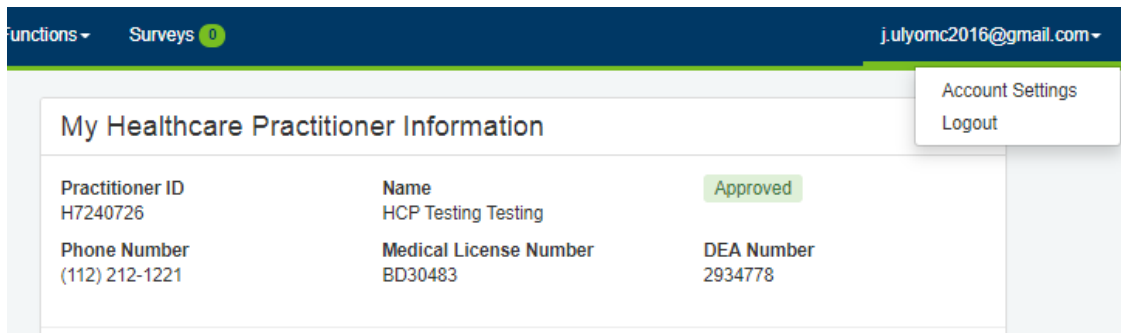 unctions Surveys 0 j.ulyomc2016@gmail.com
Account Settings
Logout
My Healthcare Practitioner Information
Practitioner ID Name Approved
H7240726 HCP Testing Testing
Phone Number Medical License Number DEA Number
(112) 212-1221 BD30483 2934778